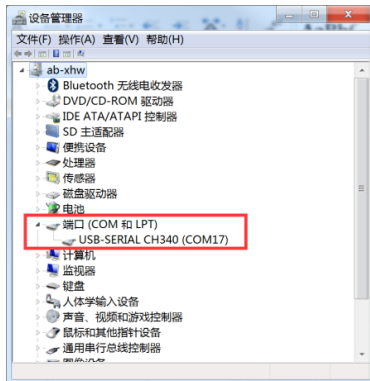 设备管理器
文件(F) 操作(A) 查看(V) 帮助(H)
ab-xhw
Bluetooth 无线电收发器
DVD/CD-ROM 驱动器
IDE ATA/ATAPI 控制器
SD 主适配器
便携设备
处理器
传感器
磁盘驱动器
电池
端口 (COM 和 LPT)
USB-SERIAL CH340 (COM17)
计算机
监视器
键盘
人体学输入设备
声音、视频和游戏控制器
鼠标和其他指针设备
通用串行总线控制器